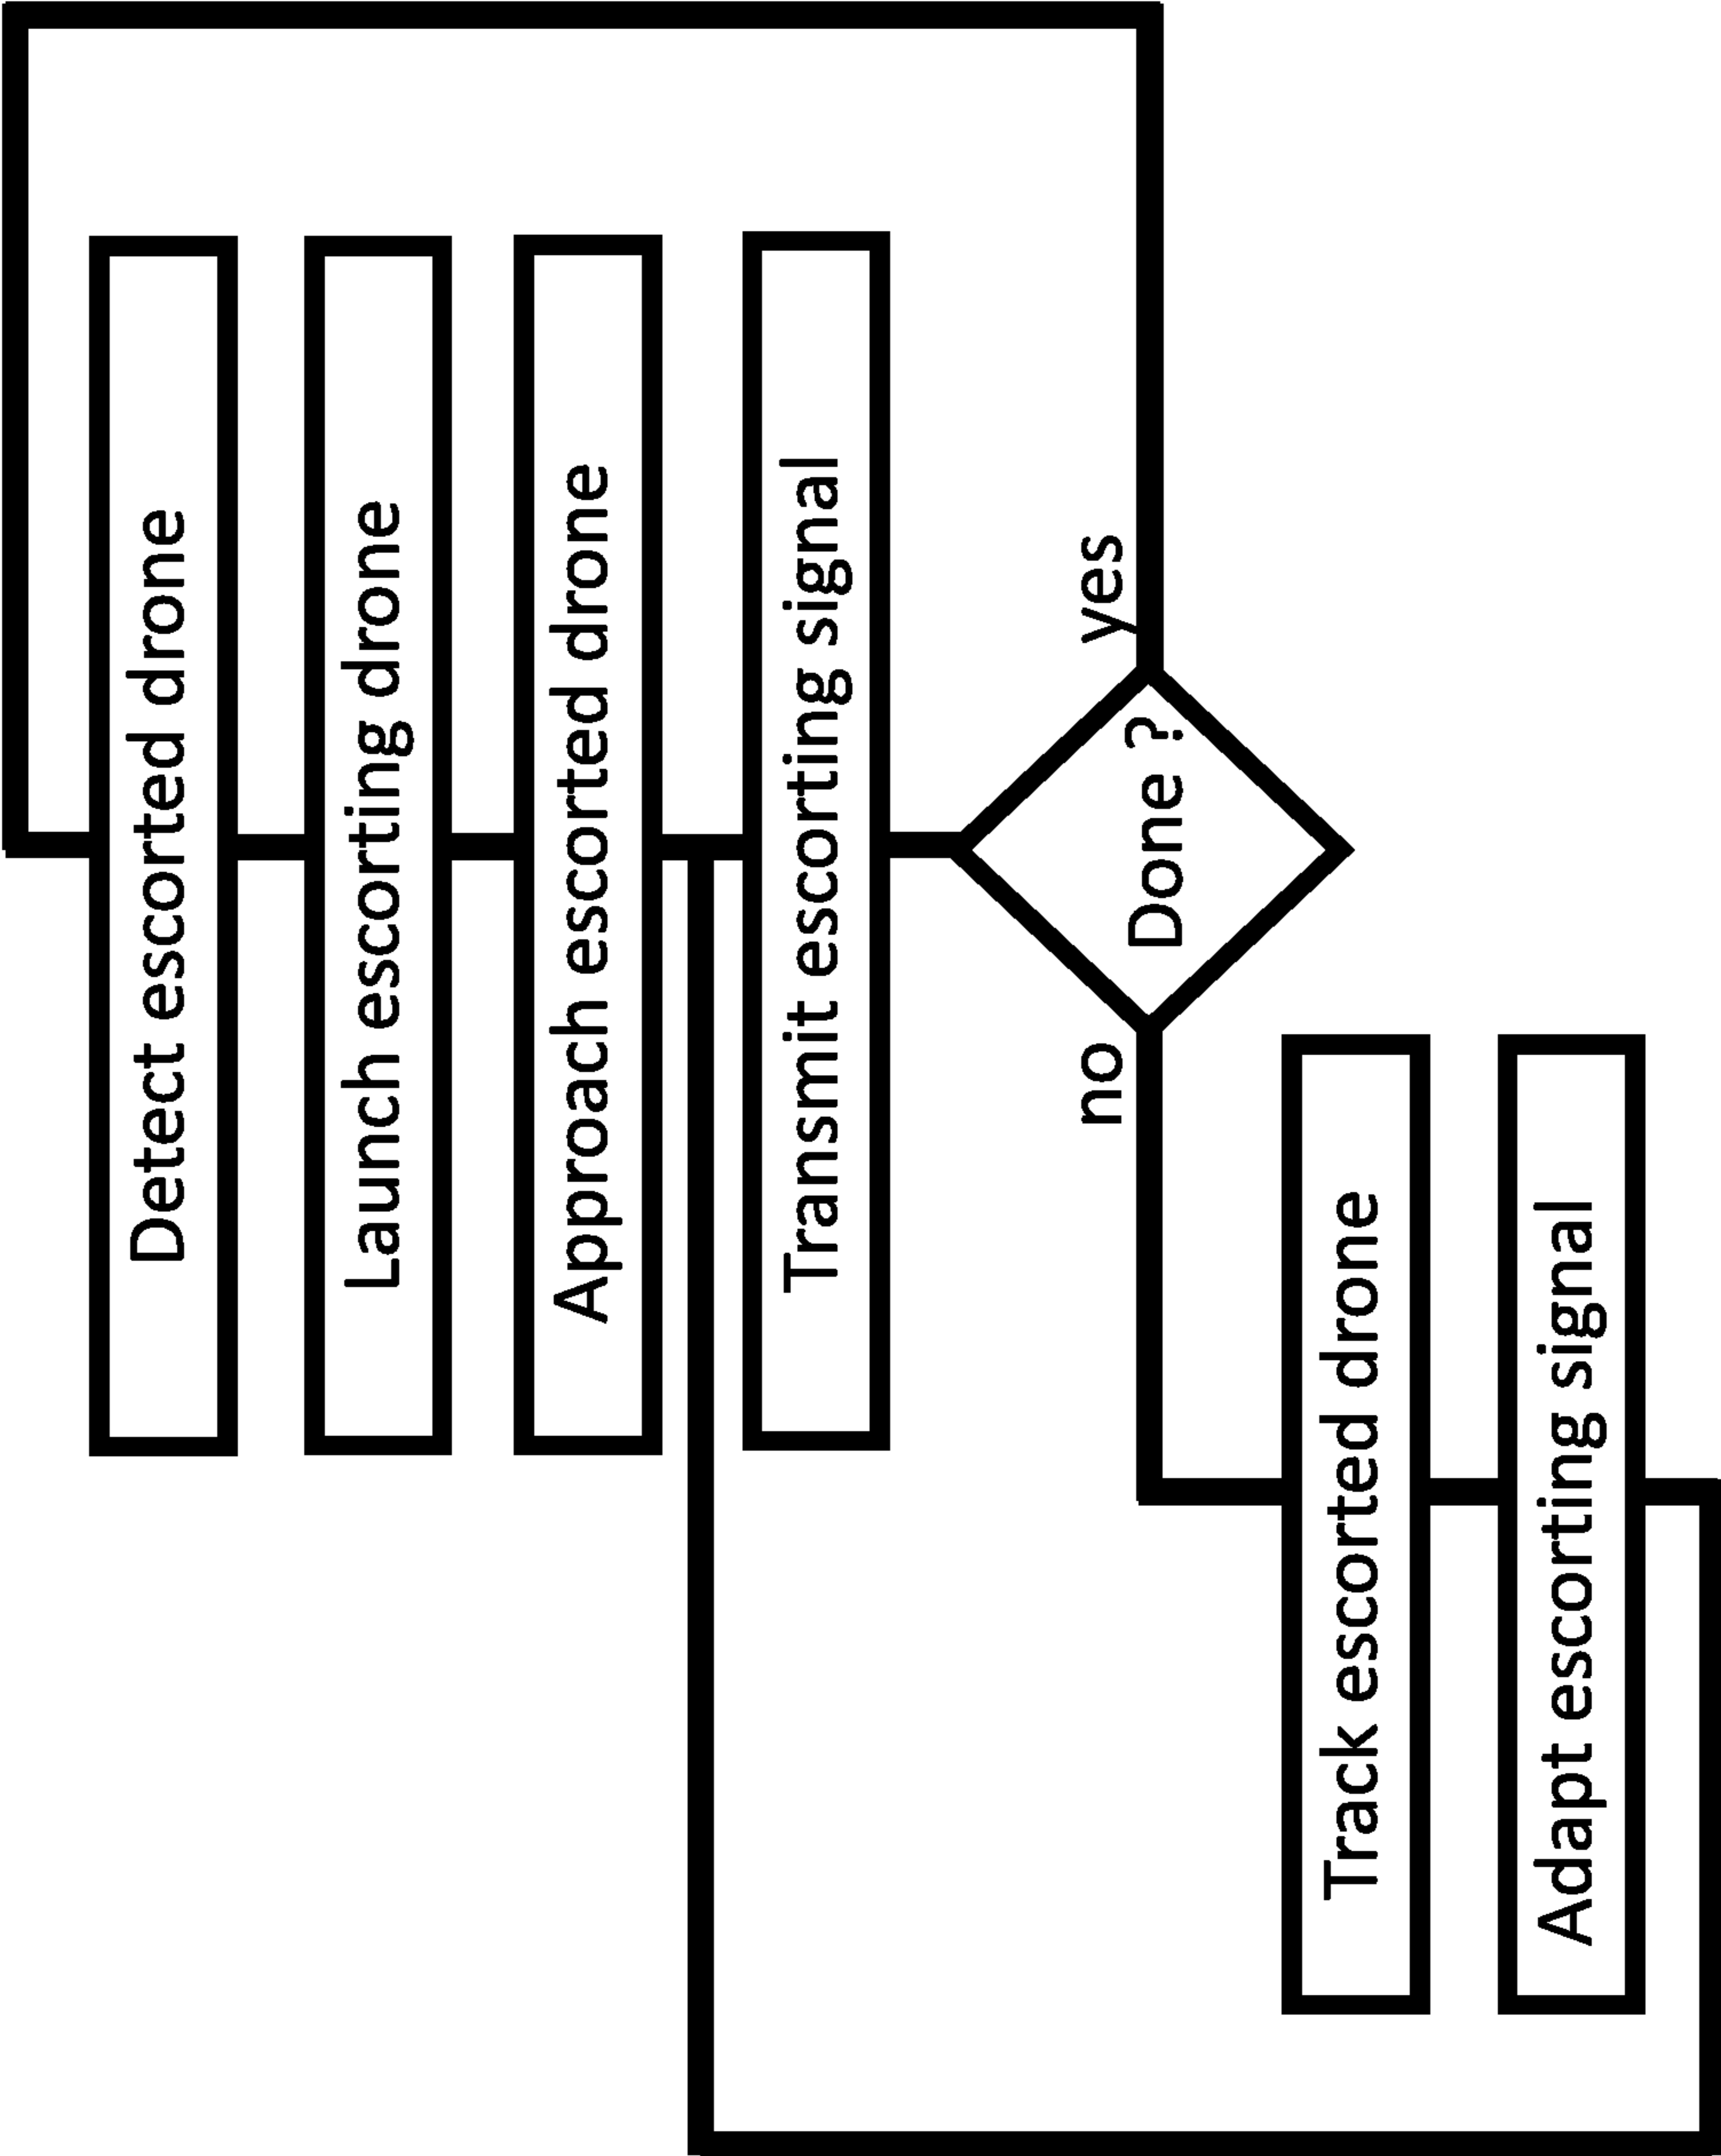 Detect escorted drone
Launch escorting drone
Approach escorted drone
Transmit escorting signal
no
yes
Done ?
Track escorted drone
Adapt escorting signal